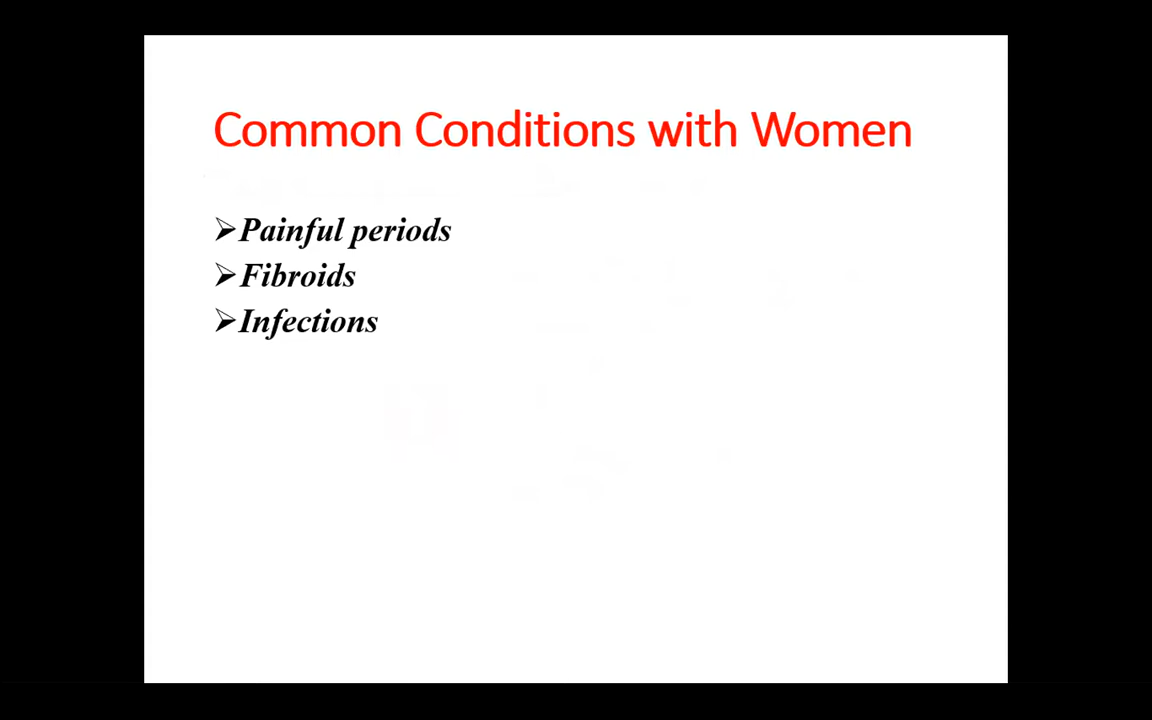 Common Conditions with Women
➢Painful periods
➢Fibroids
➢Infections